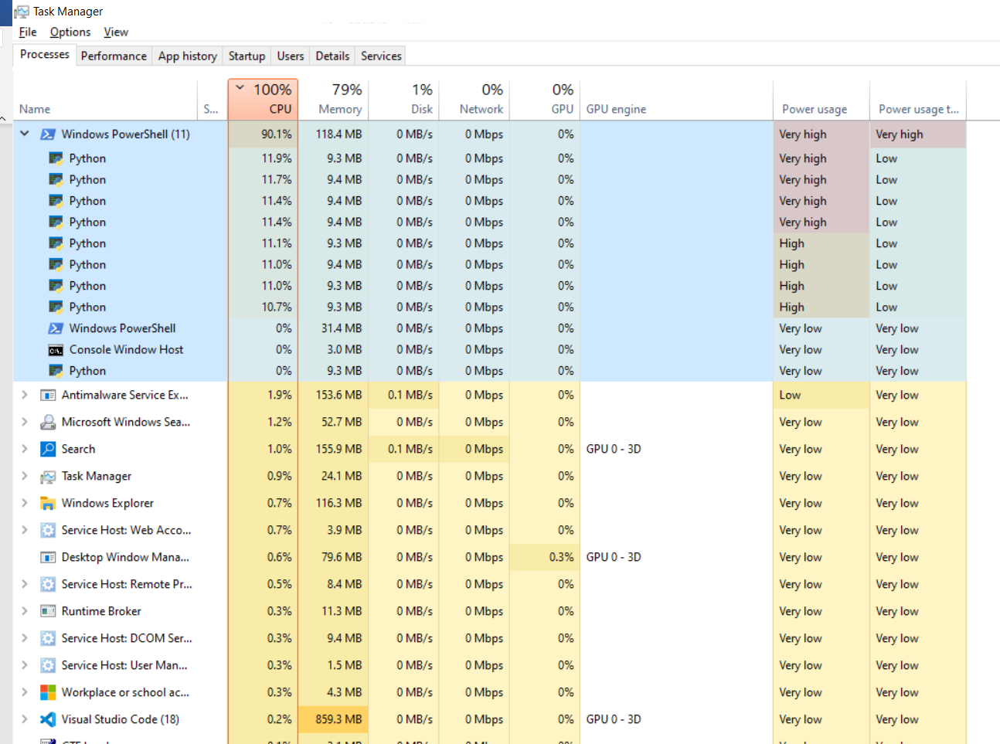 Task Manager
File Options View
Processes Performance App history Startup Users Details Services
100% 79% 1% 0% 0%
Name S... CPU Memory Disk Network GPU GPU engine Power usage Power usage t...
Windows PowerShell (11) 90.1% 118.4 MB 0 MB/s 0 Mbps 0% Very high Very high
Python 11.9% 9.3 MB 0 MB/s 0 Mbps 0% Very high Low
Python 11.7% 9.4 MB 0 MB/s 0 Mbps 0% Very high Low
Python 11.4% 9.4 MB 0 MB/s 0 Mbps 0% Very high Low
Python 11.4% 9.4 MB 0 MB/s 0 Mbps 0% Very high Low
Python 11.1% 9.3 MB 0 MB/s 0 Mbps 0% High Low
Python 11.0% 9.4 MB 0 MB/s 0 Mbps 0% High Low
Python 11.0% 9.3 MB 0 MB/s 0 Mbps 0% High Low
Python 10.7% 9.3 MB 0 MB/s 0 Mbps 0% High Low
Windows PowerShell 0% 31.4 MB 0 MB/s 0 Mbps 0% Very low Very low
Console Window Host 0% 3.0 MB 0 MB/s 0 Mbps 0% Very low Very low
Python 0% 9.3 MB 0 MB/s 0 Mbps 0% Very low Very low
Antimalware Service Ex... 1.9% 153.6 MB 0.1 MB/s 0 Mbps 0% Low Very low
Microsoft Windows Sea... 1.2% 52.7 MB 0 MB/s 0 Mbps 0% Very low Very low
Search 1.0% 155.9 MB 0.1 MB/s 0 Mbps 0% GPU 0 - 3D Very low Very low
Task Manager 0.9% 24.1 MB 0 MB/s 0 Mbps 0% Very low Very low
Windows Explorer 0.7% 116.3 MB 0 MB/s 0 Mbps 0% Very low Very low
Service Host: Web Acco... 0.7% 3.9 MB 0 MB/s 0 Mbps 0% Very low Very low
Desktop Window Mana... 0.6% 79.6 MB 0 MB/s 0 Mbps 0.3% GPU 0 - 3D Very low Very low
Service Host: Remote Pr... 0.5% 8.4 MB 0 MB/s 0 Mbps 0% Very low Very low
Runtime Broker 0.3% 11.3 MB 0 MB/s 0 Mbps 0% Very low Very low
Service Host: DCOM Ser... 0.3% 9.4 MB 0 MB/s 0 Mbps 0% Very low Very low
Service Host: User Man... 0.3% 1.5 MB 0 MB/s 0 Mbps 0% Very low Very low
Workplace or school ac... 0.3% 4.3 MB 0 MB/s 0 Mbps 0% Very low Very low
Visual Studio Code (18) 0.2% 859.3 MB 0 MB/s 0 Mbps 0% GPU 0 - 3D Very low Very low